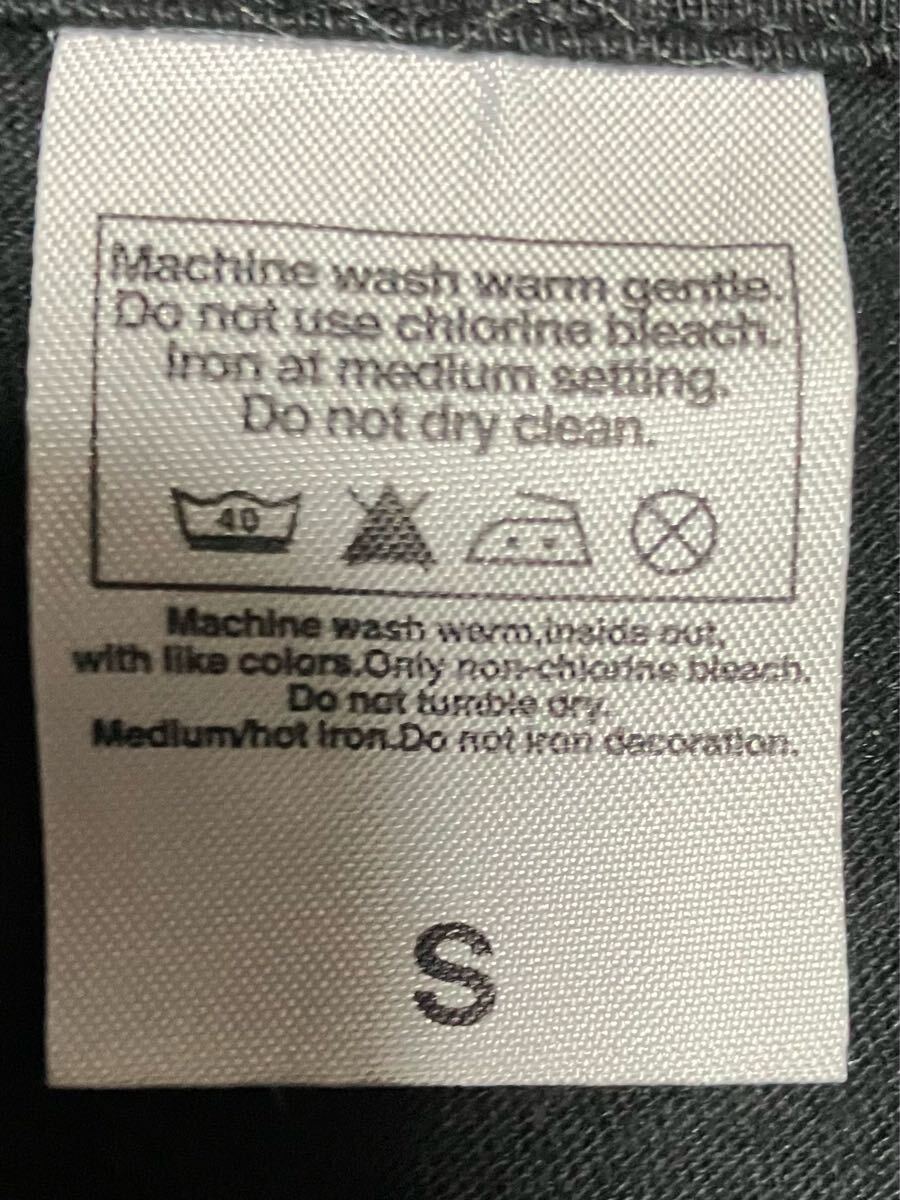 Machine wash warm gentle.
Do not use chlorine bleach.
Iron at medium setting.
Do not dry clean.
40
Machine wash warm,inside out,
with like colors.Only non-chlorine bleach.
Do not tumble dry.
Medium/hot iron.Do not iron decoration.
S